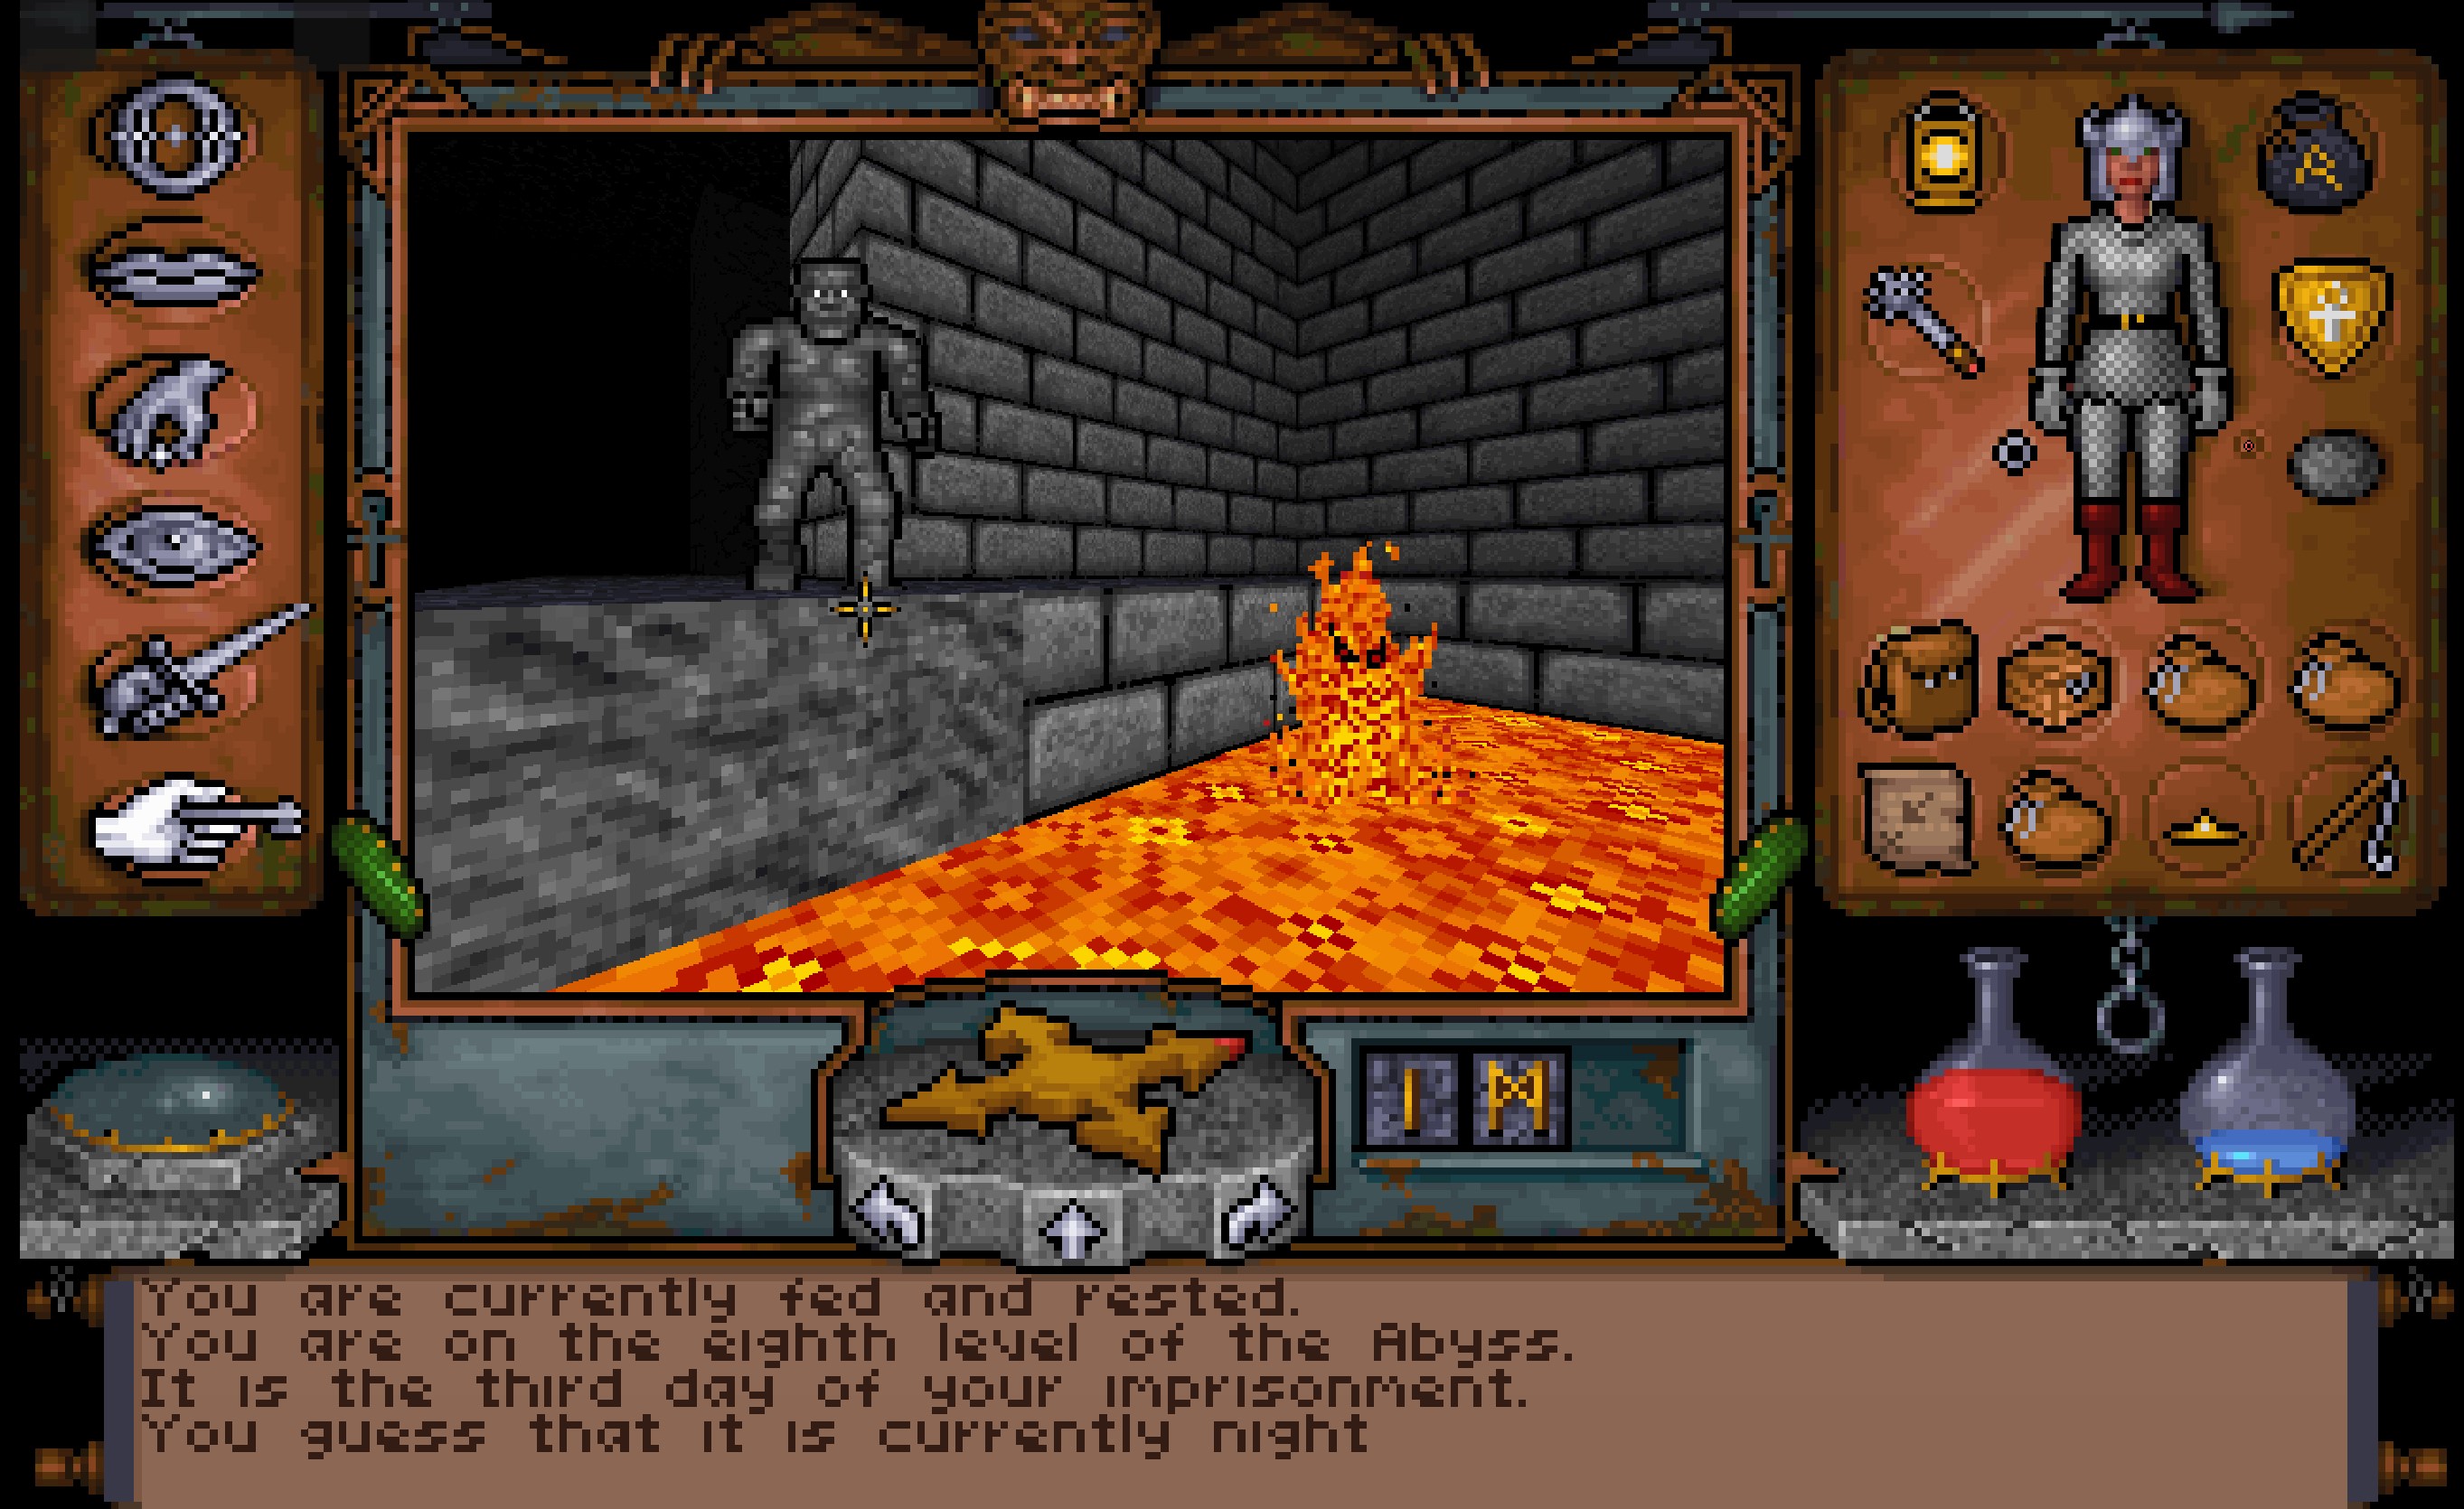 You are currently fed and rested.
You are on the eighth level of the Abyss.
It is the third day of your imprisonment.
You guess that it is currently night